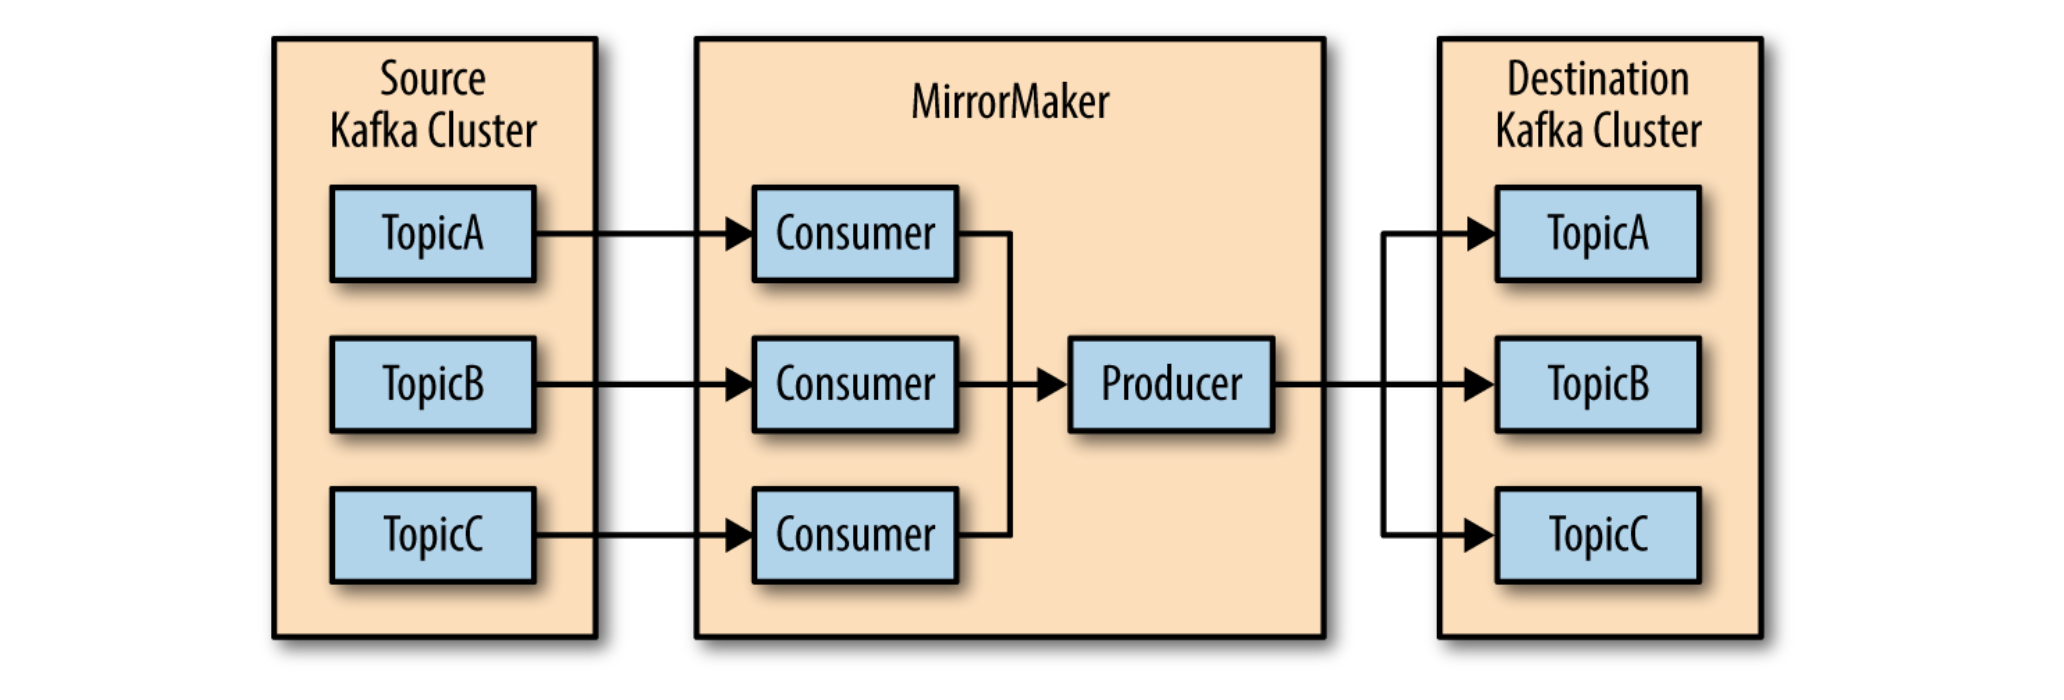 Source
Kafka Cluster
TopicA
TopicB
TopicC
MirrorMaker
Consumer
Consumer
Consumer
Producer
Destination
Kafka Cluster
TopicA
TopicB
TopicC